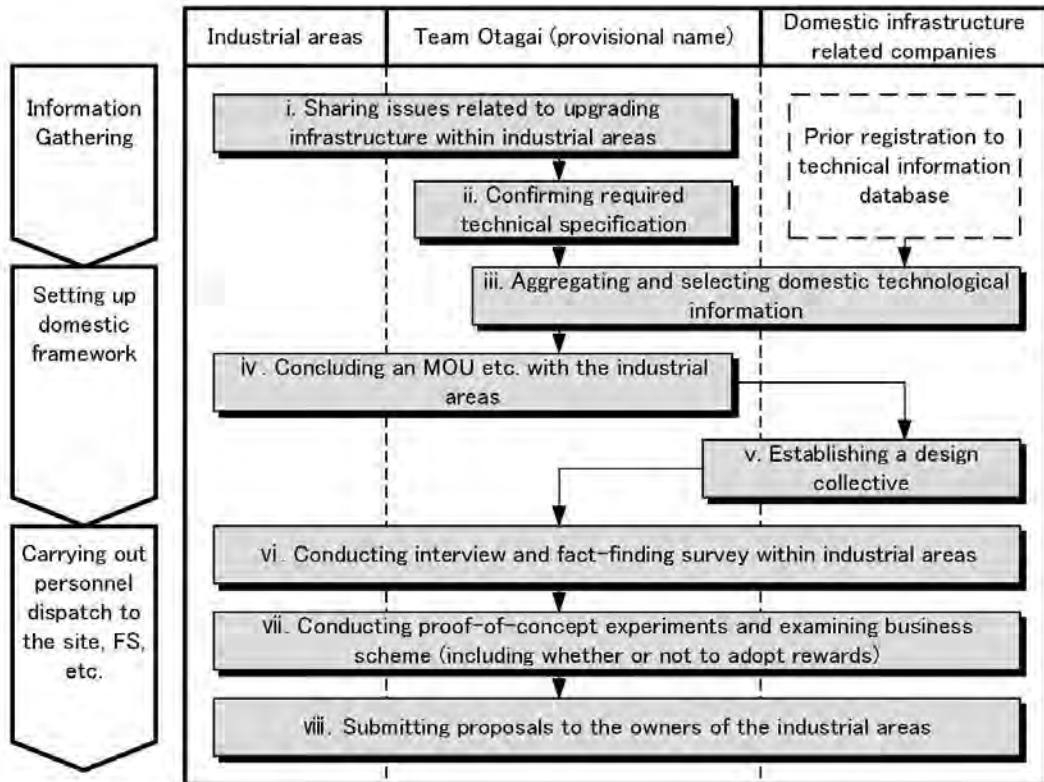 Industrial areas
Team Otagai (provisional name)
Domestic infrastructure
related companies
Information
Gathering
i. Sharing issues related to upgrading
infrastructure within industrial areas
Prior registration to
technical information
database
ii. Confirming required
technical specification
Setting up
domestic
framework
iii. Aggregating and selecting domestic technological
information
iv. Concluding an MOU etc. with the industrial
areas
v. Establishing a design
collective
Carrying out
personnel
dispatch to
the site, FS,
etc.
vi. Conducting interview and fact-finding survey within industrial areas
vii. Conducting proof-of-concept experiments and examining business
scheme (including whether or not to adopt rewards)
viii. Submitting proposals to the owners of the industrial areas